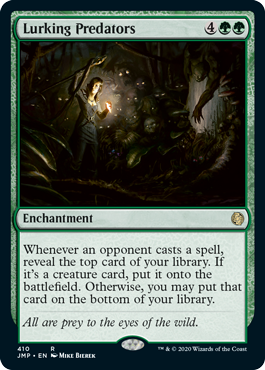 Lurking Predators 4
Enchantment
Whenever an opponent casts a spell,
reveal the top card of your library. If
it's a creature card, put it onto the
battlefield. Otherwise, you may put that
card on the bottom of your library.
All are prey to the eyes of the wild.
410 R
JMP • EN Mike Bierek ™ & © 2020 Wizards of the Coast